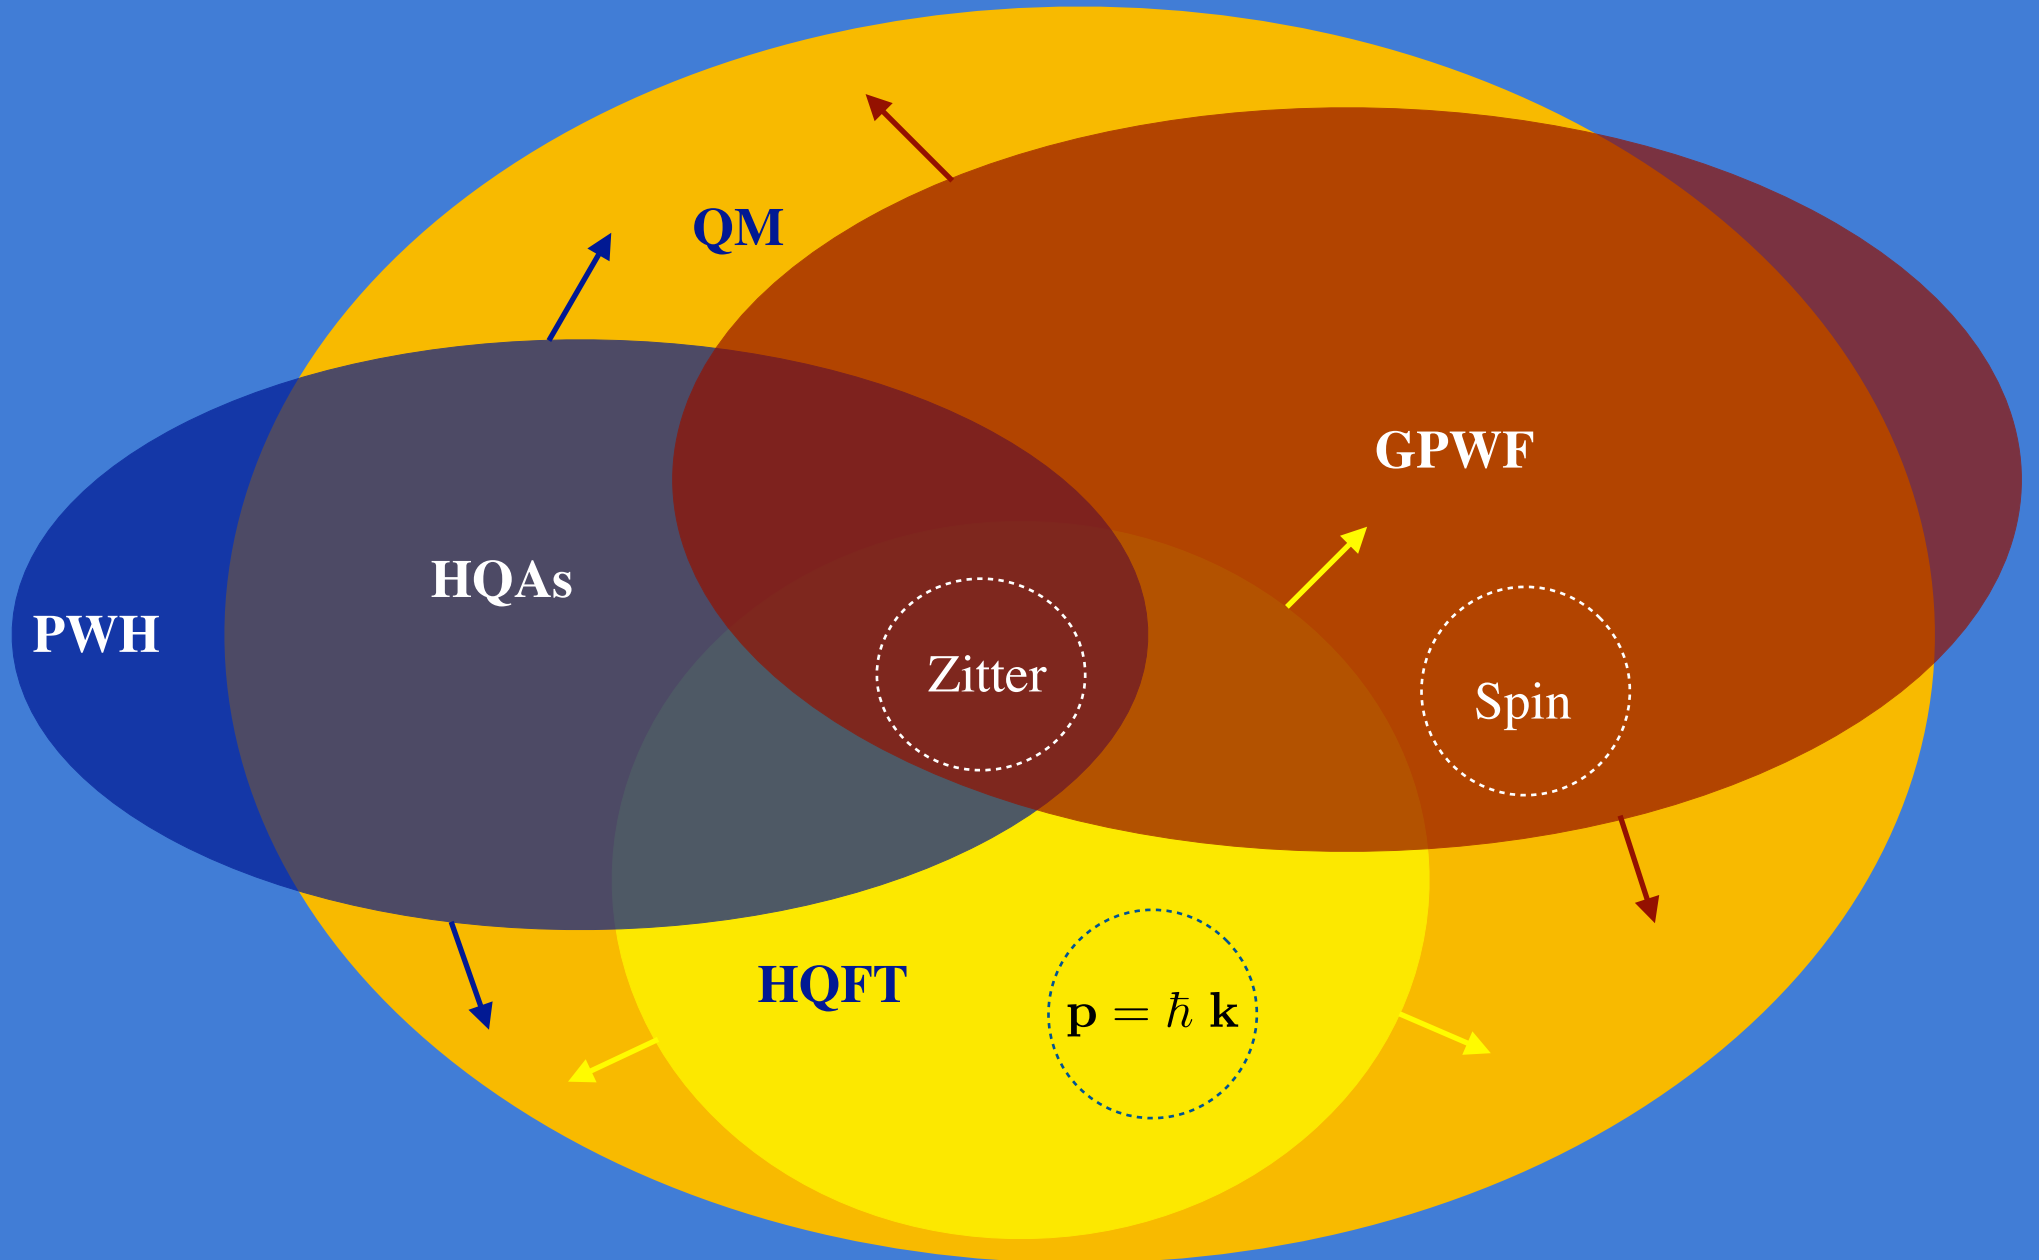 QM
GPWF
HQAs
PWH
Zitter
Spin
HQFT
p = ℏ k